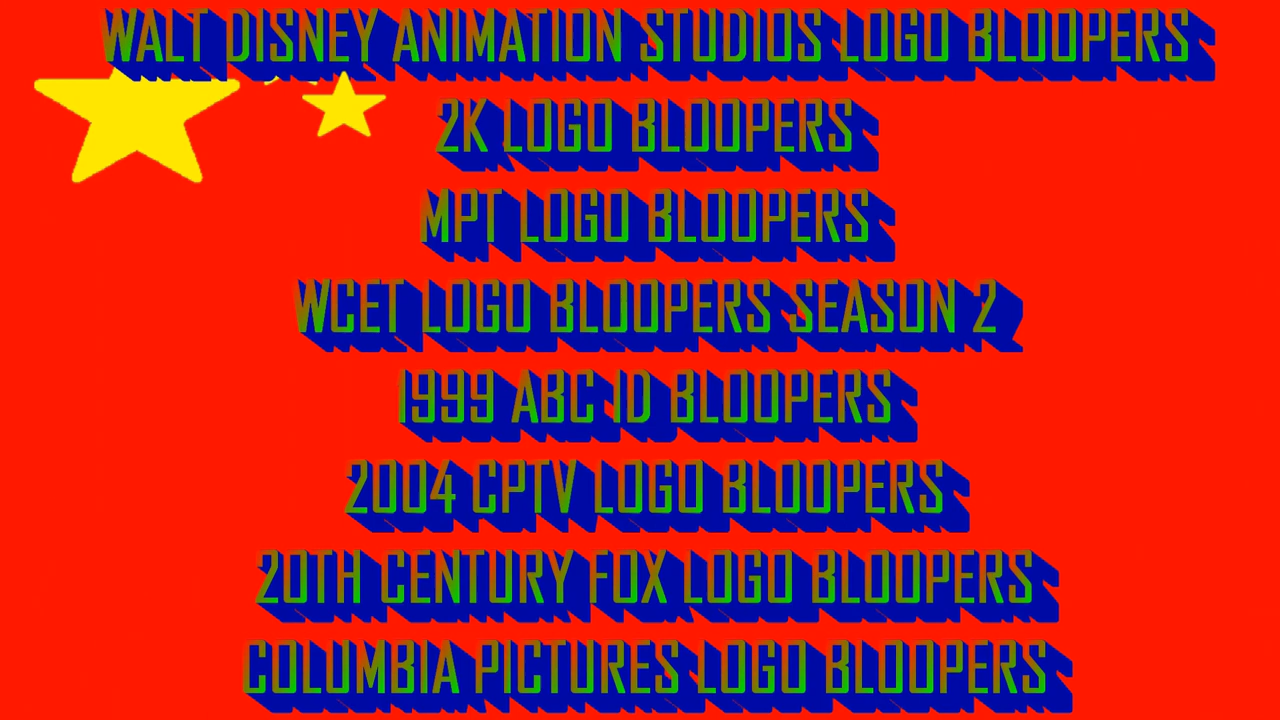 WALT DISNEY ANIMATION STUDIOS LOGO BLOOPERS
2K LOGO BLOOPERS
MPT LOGO BLOOPERS
WCET LOGO BLOOPERS SEASON 2
1999 ABC ID BLOOPERS
2004 CPTV LOGO BLOOPERS
20TH CENTURY FOX LOGO BLOOPERS
COLUMBIA PICTURES LOGO BLOOPERS